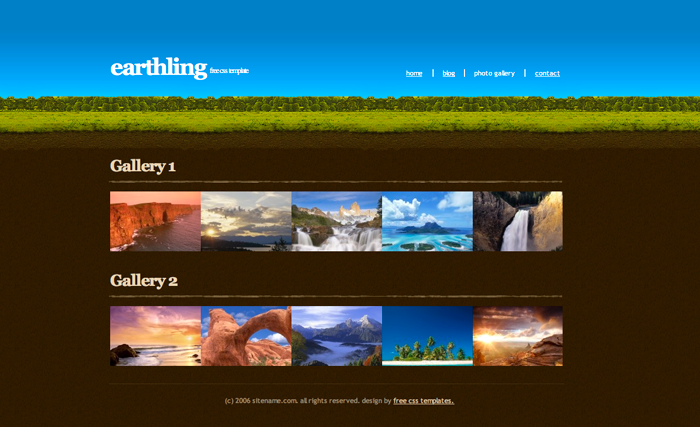 earthling free css template
home blog photo gallery contact
Gallery 1
Gallery 2
(c) 2006 sitename.com. all rights reserved. design by free css templates.